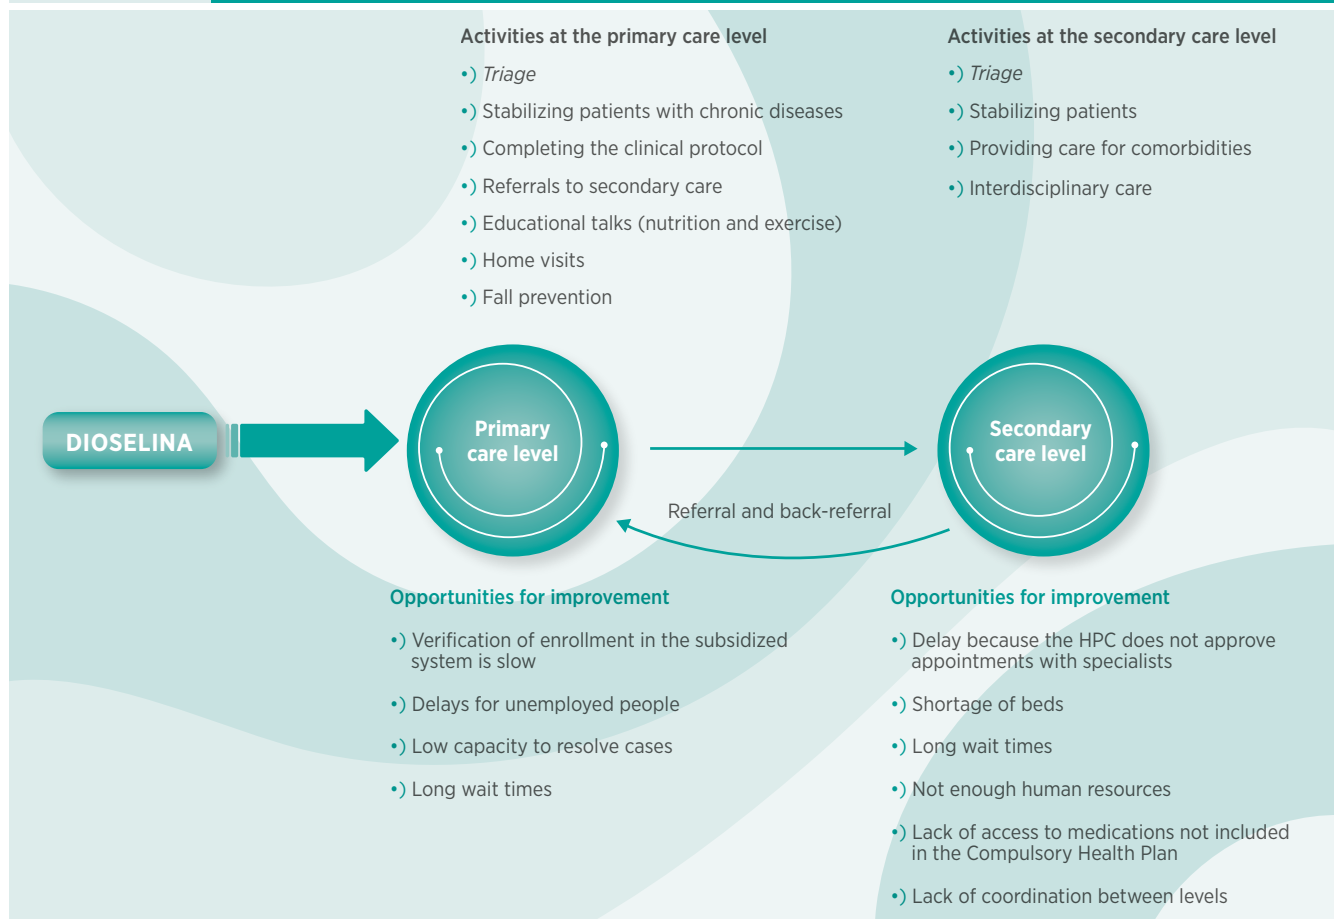 Activities at the primary care level
•) Triage
•) Stabilizing patients with chronic diseases
•) Completing the clinical protocol
•) Referrals to secondary care
•) Educational talks (nutrition and exercise)
•) Home visits
•) Fall prevention
Activities at the secondary care level
•) Triage
•) Stabilizing patients
•) Providing care for comorbidities
•) Interdisciplinary care
DIOSELINA
Primary
care level
Referral and back-referral
Secondary
care level
Opportunities for improvement
•) Verification of enrollment in the subsidized
system is slow
•) Delays for unemployed people
•) Low capacity to resolve cases
•) Long wait times
Opportunities for improvement
•) Delay because the HPC does not approve
appointments with specialists
•) Shortage of beds
•) Long wait times
•) Not enough human resources
•) Lack of access to medications not included
in the Compulsory Health Plan
•) Lack of coordination between levels